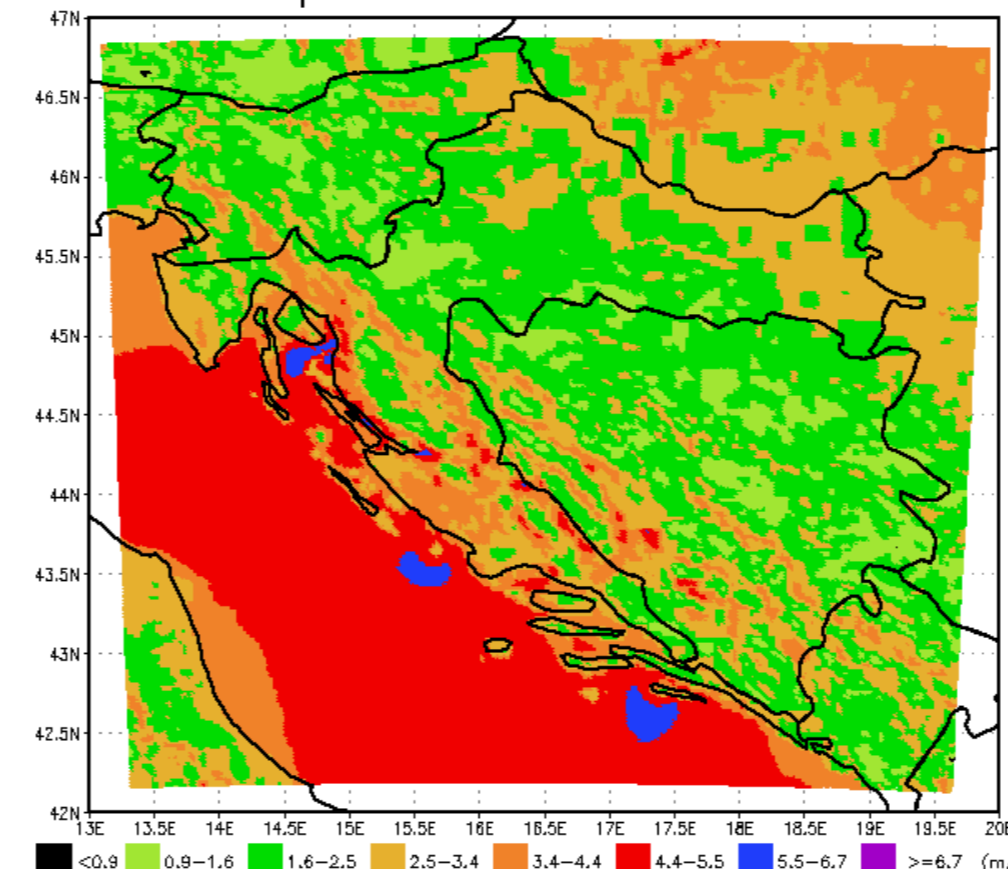 47N
46.5N
46N
45.5N
45N
44.5N
44N
43.5N
43N
42.5N
42N
13E 13.5E 14E 14.5E 15E 15.5E 16E 16.5E 17E 17.5E 18E 18.5E 19E 19.5E 20E
<0.9 0.9–1.6 1.6–2.5 2.5–3.4 3.4–4.4 4.4–5.5 5.5–6.7 >=6.7 (m